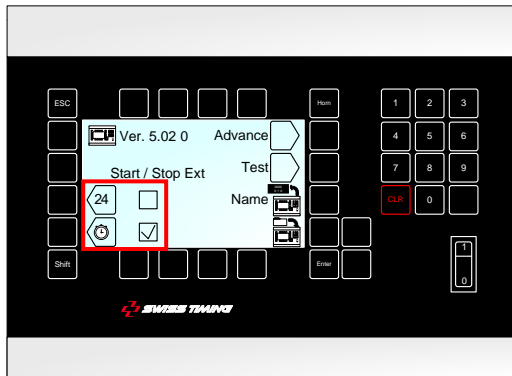 ESC
Horn
1 2 3
Ver. 5.02 0 Advance
4 5 6
Start / Stop Ext Test
7 8 9
24 Name
CLR 0
Shift
Enter
1
0
SWISS TIMING